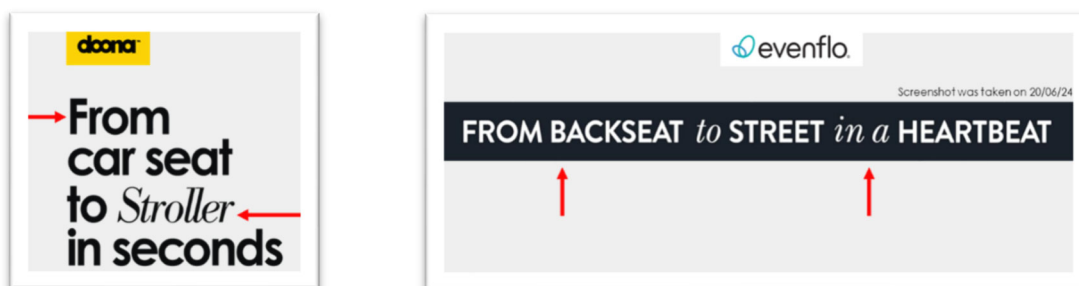 doona
From
car seat
to Stroller
in seconds
evenflo.
Screenshot was taken on 20/06/24
FROM BACKSEAT to STREET in a HEARTBEAT